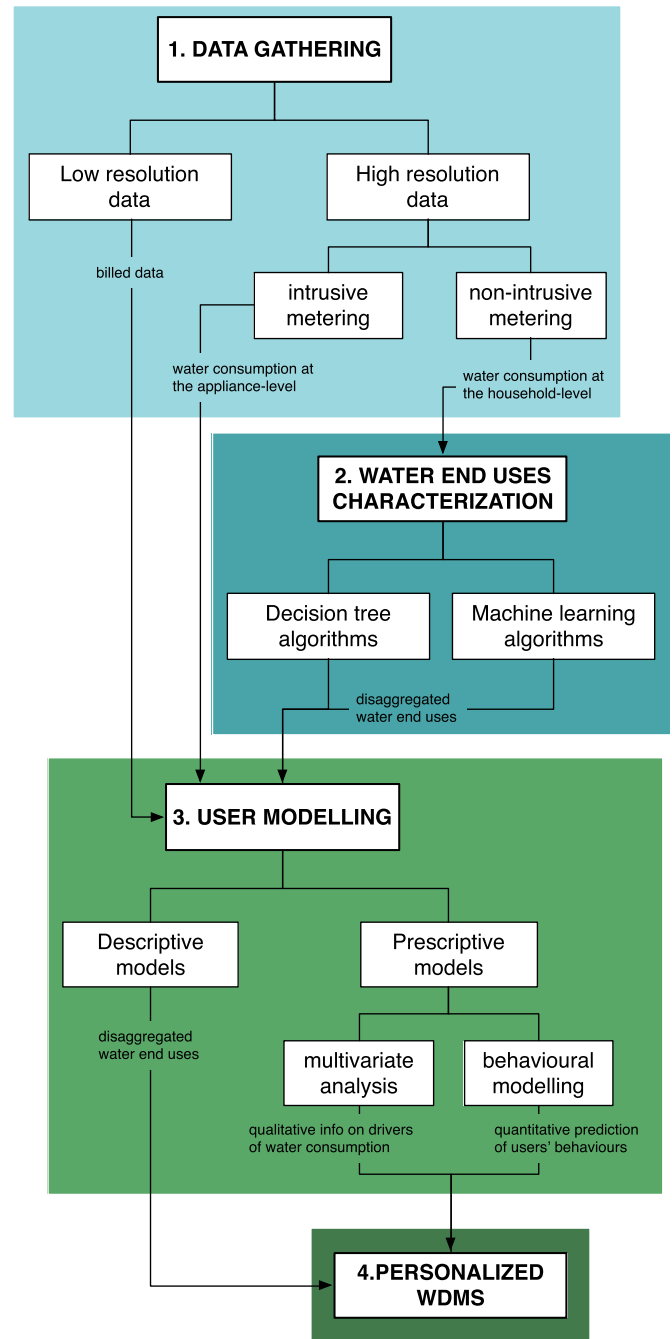 1. DATA GATHERING
Low resolution
data
High resolution
data
billed data
intrusive
metering
non-intrusive
metering
water consumption at
the appliance-level
water consumption at
the household-level
2. WATER END USES
CHARACTERIZATION
Decision tree
algorithms
Machine learning
algorithms
disaggregated
water end uses
3. USER MODELLING
Descriptive
models
Prescriptive
models
disaggregated
water end uses
multivariate
analysis
behavioural
modelling
qualitative info on drivers
of water consumption
quantitative prediction
of users' behaviours
4.PERSONALIZED
WDMS